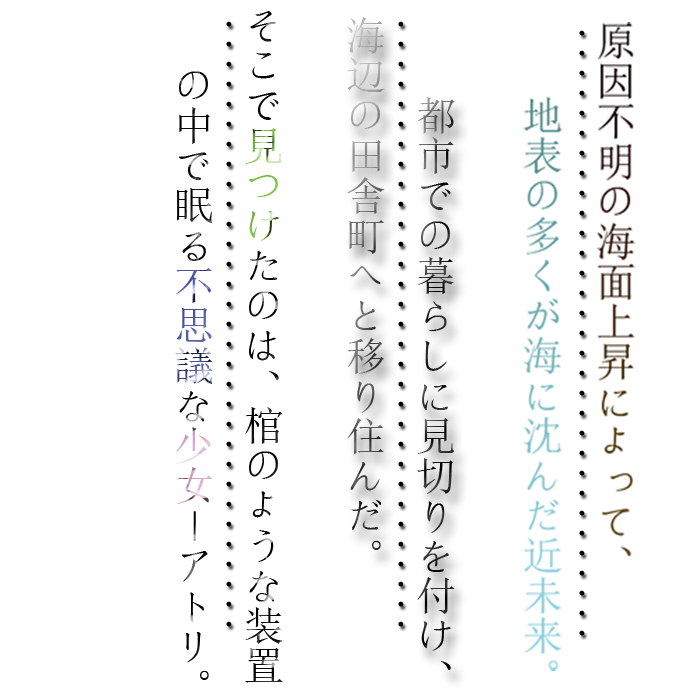 原因不明の海面上昇によって、
地表の多くが海に沈んだ近未来。
都市での暮らしに見切りを付け、
海辺の田舎町へと移り住んだ。
そこで見つけたのは、棺のような装置
の中で眠る不思議な少女ーアトリ。